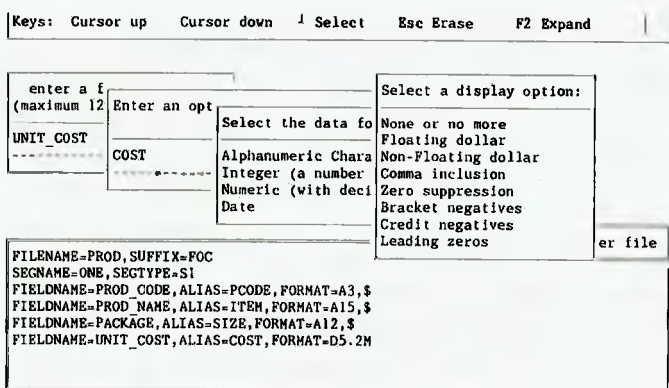 Keys: Cursor up Cursor down ┘ Select Esc Erase F2 Expand
enter a f
(maximum 12
UNIT_COST
Enter an opt
COST
Select the data fo
Alphanumeric Chara
Integer (a number
Numeric (with deci
Date
Select a display option:
None or no more
Floating dollar
Non-Floating dollar
Comma inclusion
Zero suppression
Bracket negatives
Credit negatives
Leading zeros
er file
FILENAME=PROD,SUFFIX=FOC
SEGNAME=ONE,SEGTYPE=S1
FIELDNAME=PROD_CODE,ALIAS=PCODE,FORMAT=A3,$
FIELDNAME=PROD_NAME,ALIAS=ITEM,FORMAT=A15,$
FIELDNAME=PACKAGE,ALIAS=SIZE,FORMAT=A12,$
FIELDNAME=UNIT_COST,ALIAS=COST,FORMAT=D5.2M